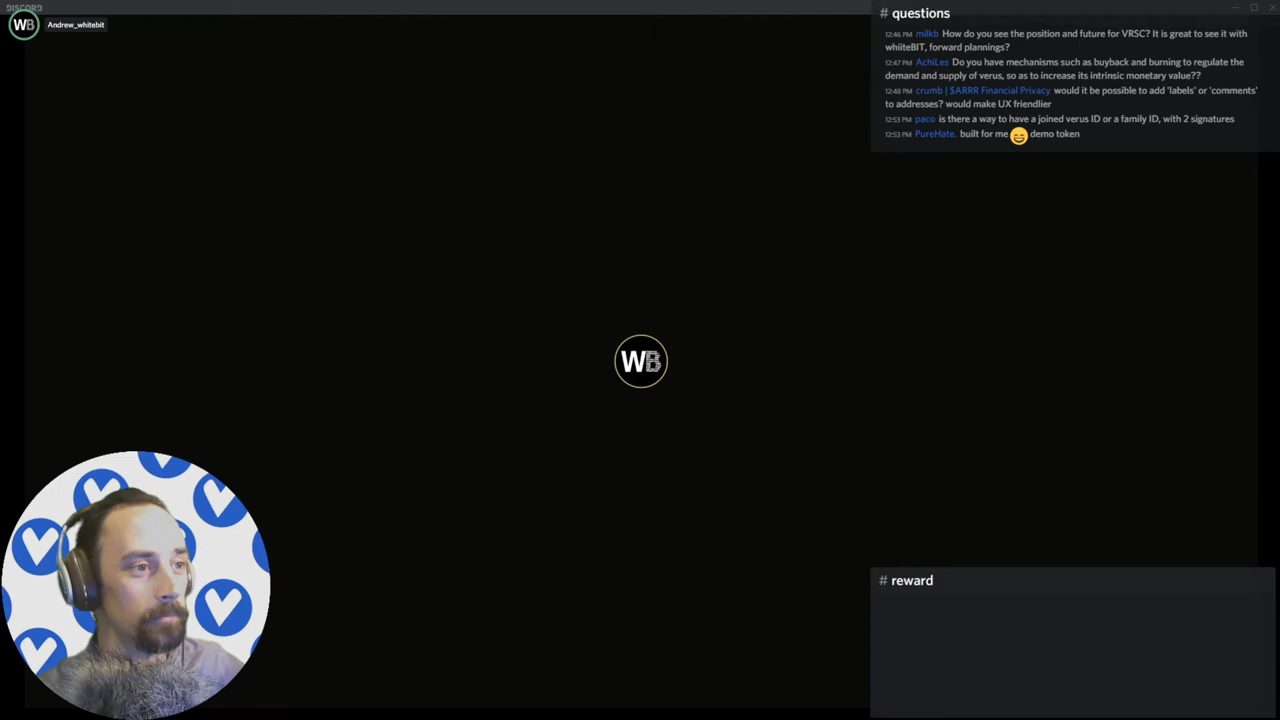 DISCORD
WB
Andrew_whitebit
# questions
12:46 PM milkb How do you see the position and future for VRSC? It is great to see it with
whiiteBIT, forward plannings?
12:47 PM AchiLes Do you have mechanisms such as buyback and burning to regulate the
demand and supply of verus, so as to increase its intrinsic monetary value??
12:48 PM crumb | $ARRR Financial Privacy would it be possible to add 'labels' or 'comments'
to addresses? would make UX friendlier
12:53 PM paco is there a way to have a joined verus ID or a family ID, with 2 signatures
12:53 PM PureHate. built for me 😄 demo token
WB
# reward